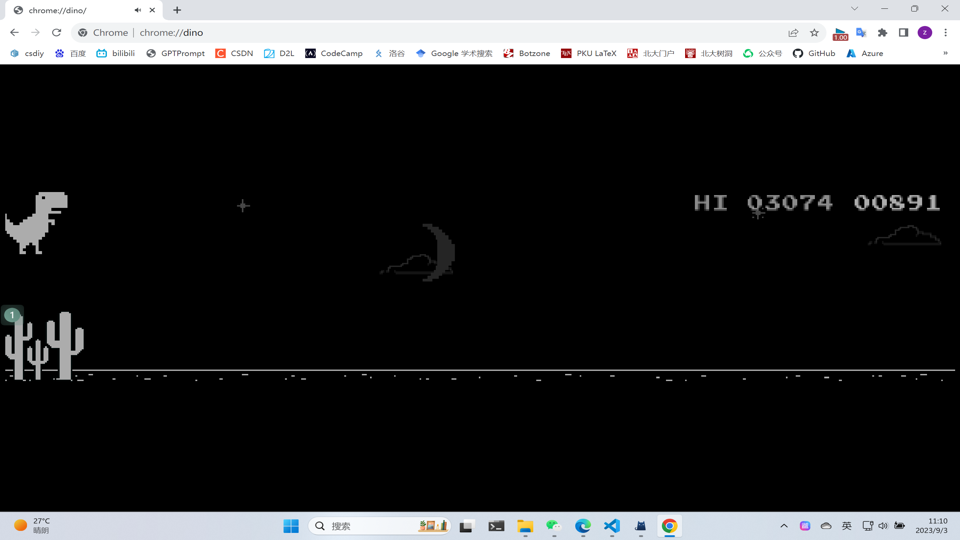 chrome://dino/
Chrome | chrome://dino
1.00
z
csdiy
百度
bilibili
GPTPrompt
CSDN
D2L
CodeCamp
洛谷
Google 学术搜索
Botzone
PKU LaTeX
北大门户
北大树洞
公众号
GitHub
Azure
»
HI 03074 00891
1
27°C
晴朗
搜索
英
11:10
2023/9/3